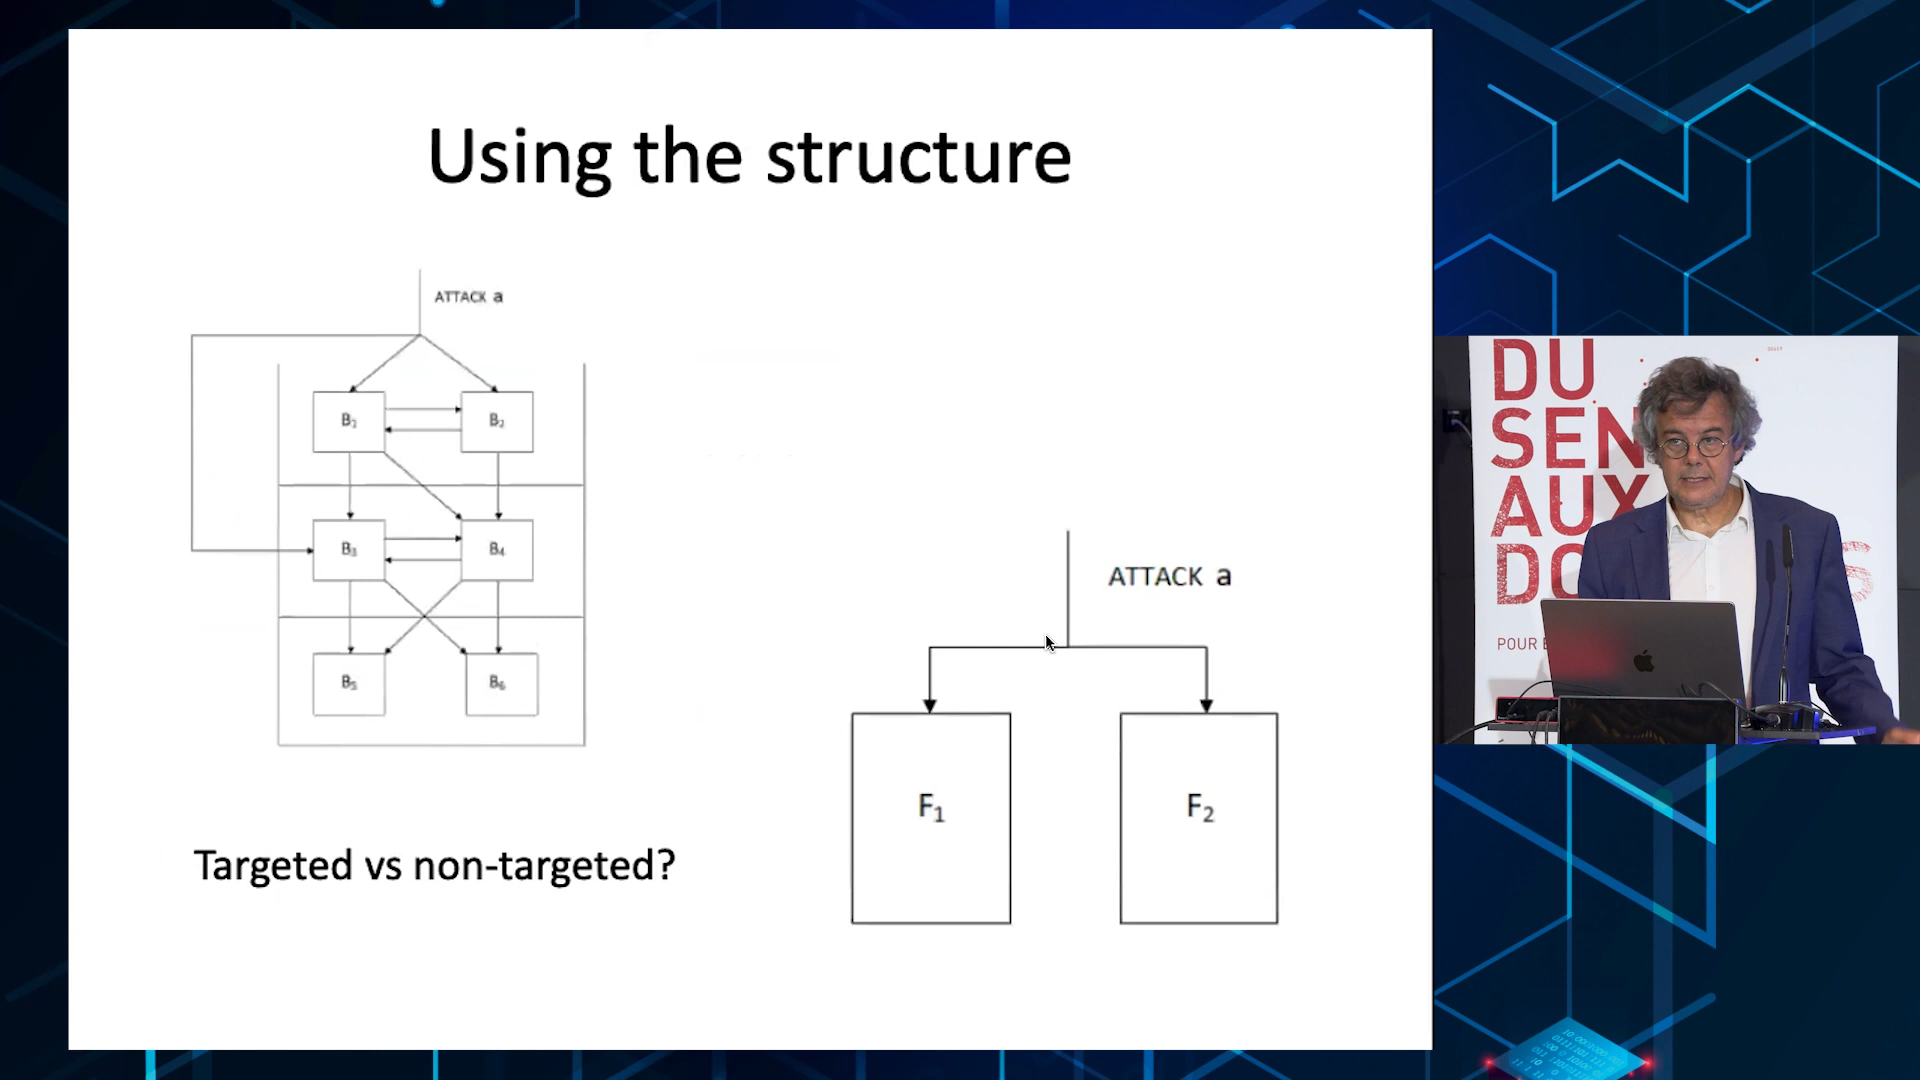 Using the structure
ATTACK a
B1
B2
B3
B4
B5
B6
Targeted vs non-targeted?
ATTACK a
F1
F2
DU
SEN
AUX
DO
S
POUR